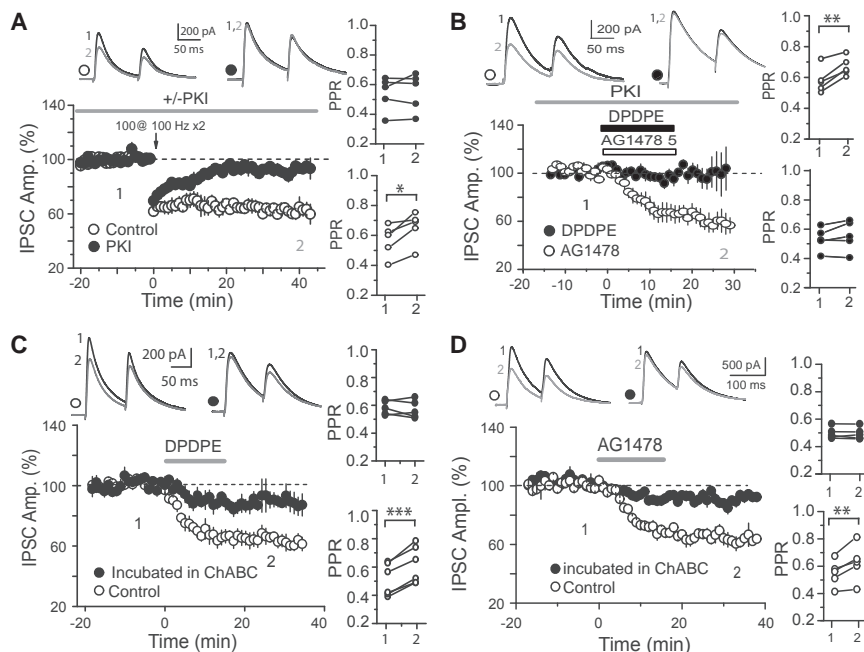 A
1
2
200 pA
50 ms
1,2
+/-PKI
100@ 100 Hz x2
IPSC Amp. (%)
140
100
80
60
20
1
2
Control
PKI
-20
0
20
40
Time (min)
PPR
1.0
0.8
0.6
0.4
0.2
1 2
PPR
1.0
0.8
0.6
0.4
0.2
*
1 2
B
1
2
200 pA
50 ms
1,2
PKI
DPDPE
AG1478 5
IPSC Amp. (%)
140
100
60
20
1
2
DPDPE
AG1478
-20
-10
0
10
20
30
Time (min)
PPR
1.0
0.8
0.6
0.4
0.2
**
1 2
PPR
1.0
0.8
0.6
0.4
0.2
1 2
C
1
2
200 pA
50 ms
1,2
DPDPE
IPSC Amp. (%)
140
100
60
20
1
2
Incubated in ChABC
Control
-20
0
20
40
Time (min)
PPR
1.0
0.8
0.6
0.4
0.2
1 2
PPR
1.0
0.8
0.6
0.4
0.2
***
1 2
D
1
2
1
2
500 pA
100 ms
AG1478
IPSC Ampl. (%)
140
100
60
20
1
2
incubated in ChABC
Control
-20
0
20
40
Time (min)
PPR
1.0
0.8
0.6
0.4
0.2
1 2
PPR
1.0
0.8
0.6
0.4
0.2
**
1 2